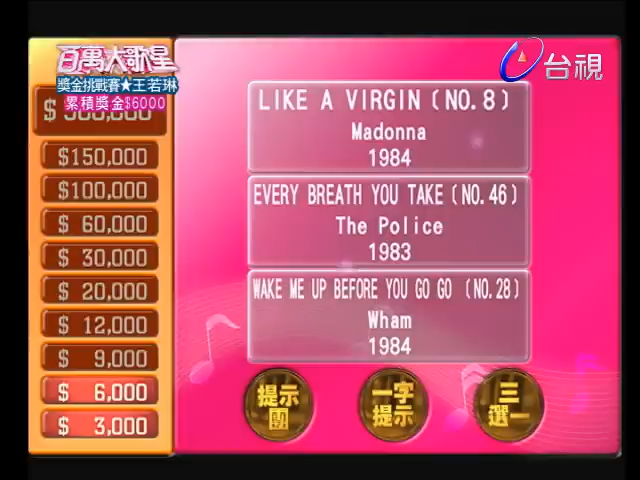 百萬大歌星
獎金挑戰賽★王若琳
累積獎金$6000
台視
$ 300,000
$150,000
$100,000
$ 60,000
$ 30,000
$ 20,000
$ 12,000
$ 9,000
$ 6,000
$ 3,000
LIKE A VIRGIN (NO.8)
Madonna
1984
EVERY BREATH YOU TAKE (NO.46)
The Police
1983
WAKE ME UP BEFORE YOU GO GO (NO.28)
Wham
1984
提示
團
一字
提示
三
選一